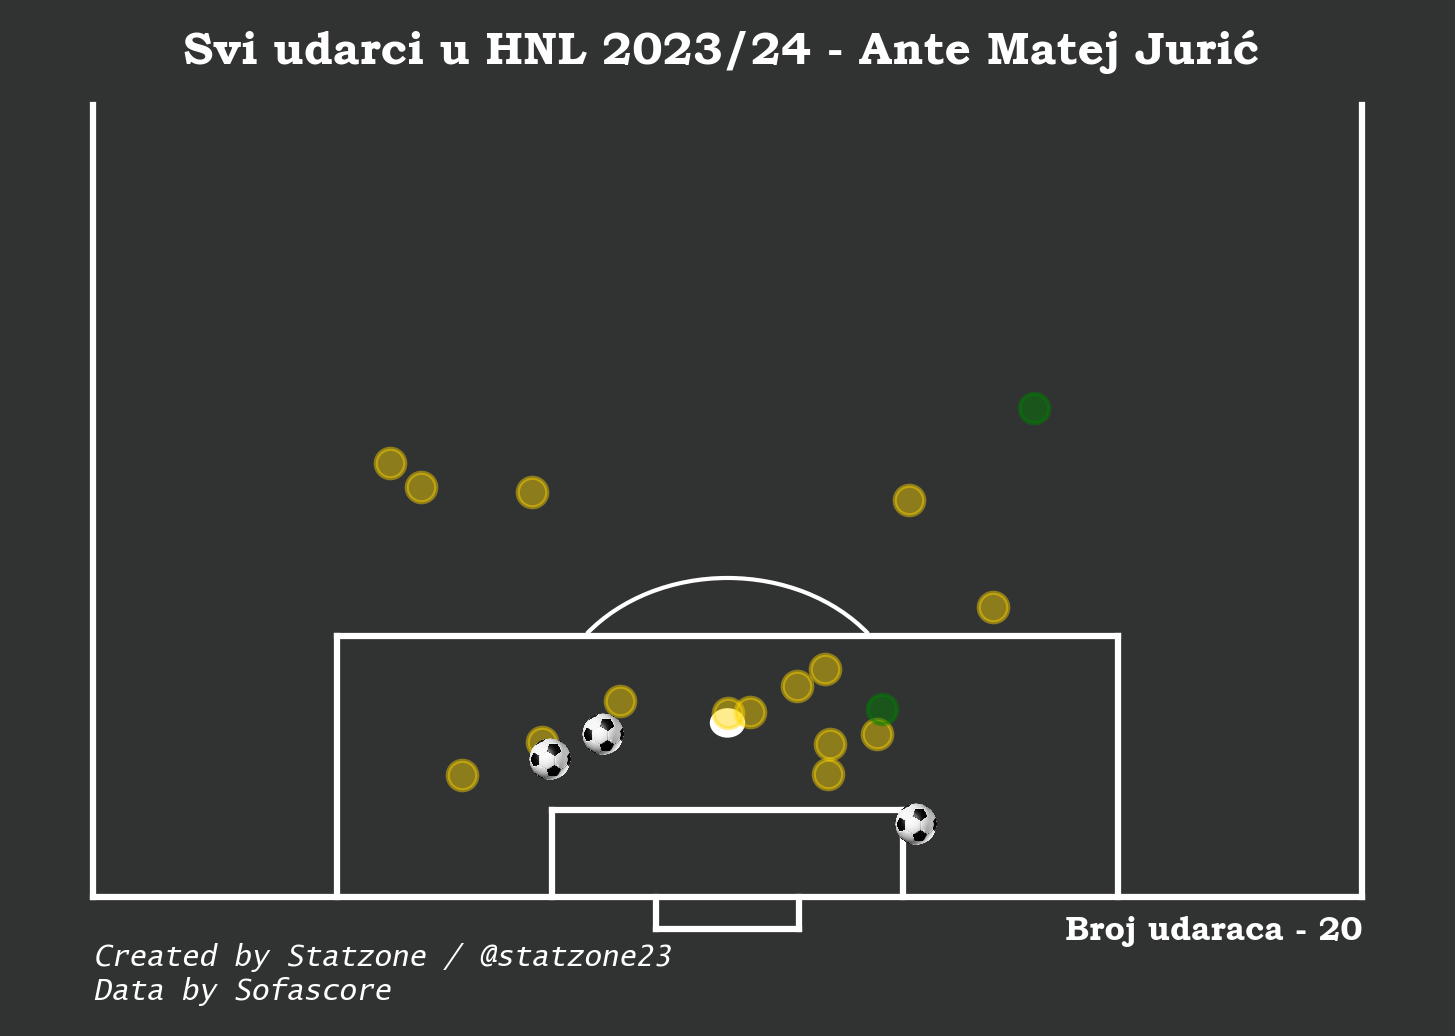 Svi udarci u HNL 2023/24 - Ante Matej Jurić
Broj udaraca - 20
Created by Statzone / @statzone23
Data by Sofascore